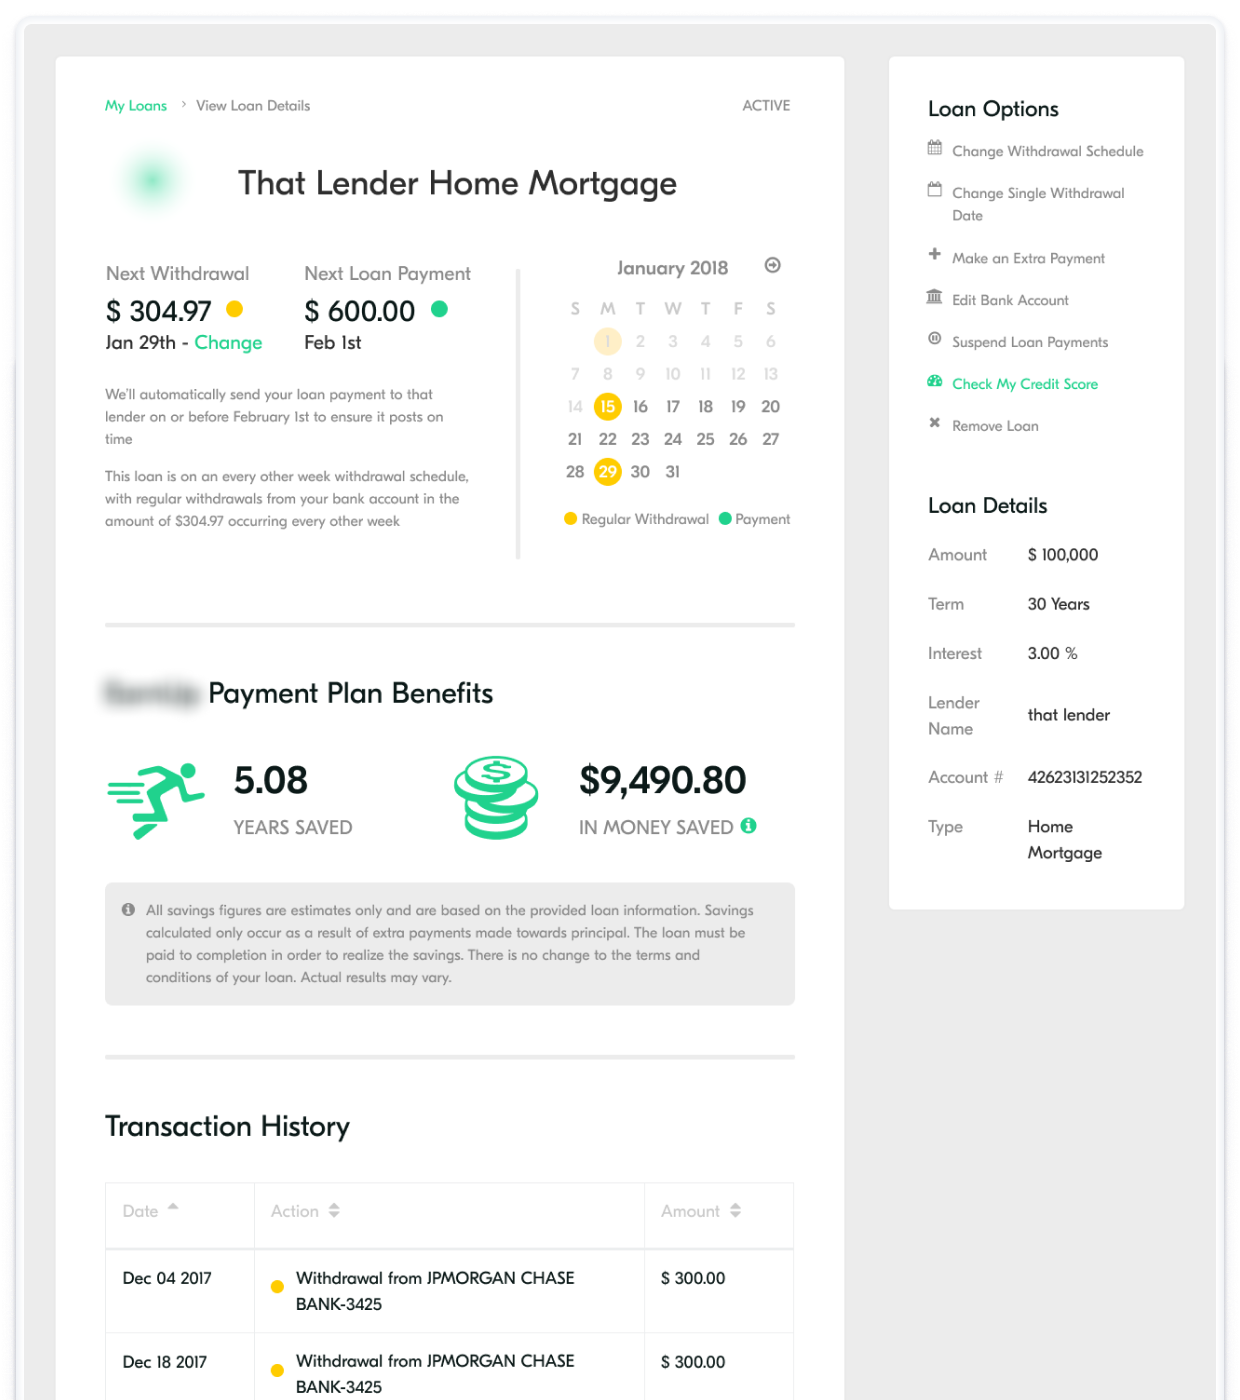 My Loans › View Loan Details
ACTIVE
That Lender Home Mortgage
Next Withdrawal
$ 304.97
Jan 29th - Change
Next Loan Payment
$ 600.00
Feb 1st
We'll automatically send your loan payment to that
lender on or before February 1st to ensure it posts on
time
This loan is on an every other week withdrawal schedule,
with regular withdrawals from your bank account in the
amount of $304.97 occurring every other week
January 2018
S M T W T F S
1 2 3 4 5 6
7 8 9 10 11 12 13
14 15 16 17 18 19 20
21 22 23 24 25 26 27
28 29 30 31
Regular Withdrawal Payment
Payment Plan Benefits
5.08
YEARS SAVED
$9,490.80
IN MONEY SAVED
All savings figures are estimates only and are based on the provided loan information. Savings
calculated only occur as a result of extra payments made towards principal. The loan must be
paid to completion in order to realize the savings. There is no change to the terms and
conditions of your loan. Actual results may vary.
Transaction History
Date Action Amount
Dec 04 2017 Withdrawal from JPMORGAN CHASE $ 300.00
BANK-3425
Dec 18 2017 Withdrawal from JPMORGAN CHASE $ 300.00
BANK-3425
Loan Options
Change Withdrawal Schedule
Change Single Withdrawal
Date
Make an Extra Payment
Edit Bank Account
Suspend Loan Payments
Check My Credit Score
Remove Loan
Loan Details
Amount $ 100,000
Term 30 Years
Interest 3.00 %
Lender
Name that lender
Account # 42623131252352
Type Home
Mortgage